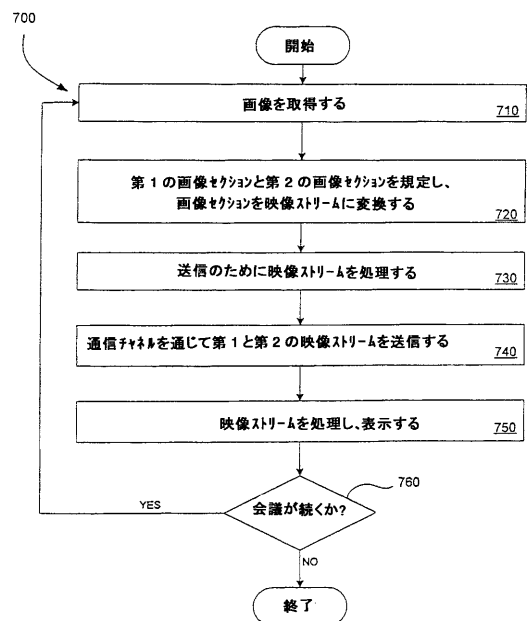 700
開始
画像を取得する
710
第1の画像ｾｸｼｮﾝと第2の画像ｾｸｼｮﾝを規定し、
画像ｾｸｼｮﾝを映像ｽﾄﾘｰﾑに変換する
720
送信のために映像ｽﾄﾘｰﾑを処理する
730
通信ﾁｬﾈﾙを通じて第1と第2の映像ｽﾄﾘｰﾑを送信する
740
映像ｽﾄﾘｰﾑを処理し、表示する
750
760
会議が続くか?
YES
NO
終了